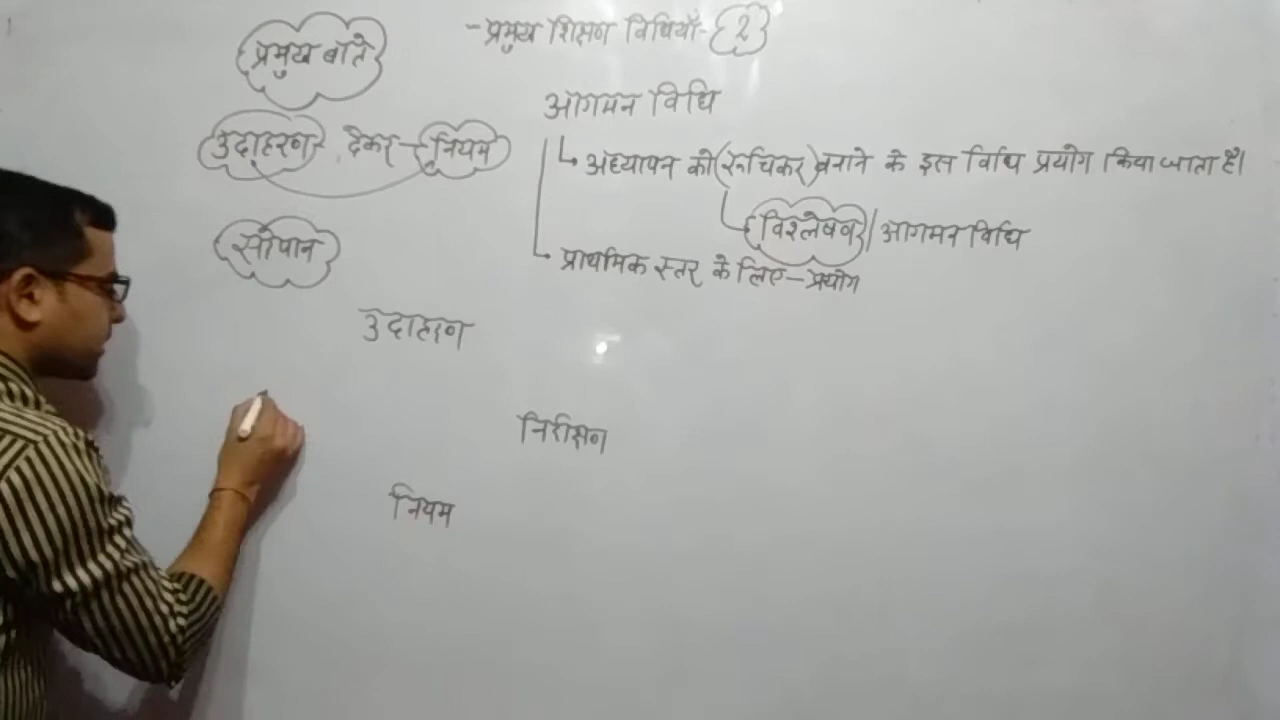 - प्रमुख शिक्षण विधियाँ - २
प्रमुख बाते
आगमन विधि
उदाहरण देकर - नियम
अध्यापन को (रूचिकर) बनाने के इस विधि प्रयोग किया जाता है।
विश्लेषण / आगमन विधि
सोपान
प्राथमिक स्तर के लिए - प्रयोग
उदाहरण
निरीक्षण
नियम